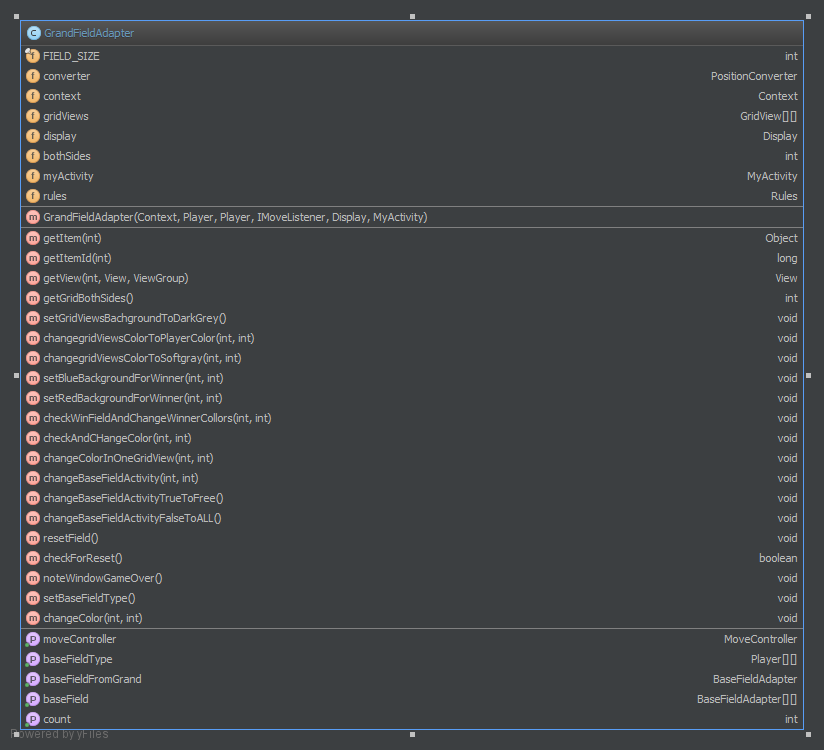 C GrandFieldAdapter
f FIELD_SIZE int
f converter PositionConverter
f context Context
f gridViews GridView[][]
f display Display
f bothSides int
f myActivity MyActivity
f rules Rules
m GrandFieldAdapter(Context, Player, Player, IMoveListener, Display, MyActivity)
m getItem(int) Object
m getItemId(int) long
m getView(int, View, ViewGroup) View
m getGridBothSides() int
m setGridViewsBachgroundToDarkGrey() void
m changegridViewsColorToPlayerColor(int, int) void
m changegridViewsColorToSoftgray(int, int) void
m setBlueBackgroundForWinner(int, int) void
m setRedBackgroundForWinner(int, int) void
m checkWinFieldAndChangeWinnerCollors(int, int) void
m checkAndCHangeColor(int, int) void
m changeColorInOneGridView(int, int) void
m changeBaseFieldActivity(int, int) void
m changeBaseFieldActivityTrueToFree() void
m changeBaseFieldActivityFalseToALL() void
m resetField() void
m checkForReset() boolean
m noteWindowGameOver() void
m setBaseFieldType() void
m changeColor(int, int) void
p moveController MoveController
p baseFieldType Player[][]
p baseFieldFromGrand BaseFieldAdapter
p baseField BaseFieldAdapter[][]
p count int
Powered by yFiles